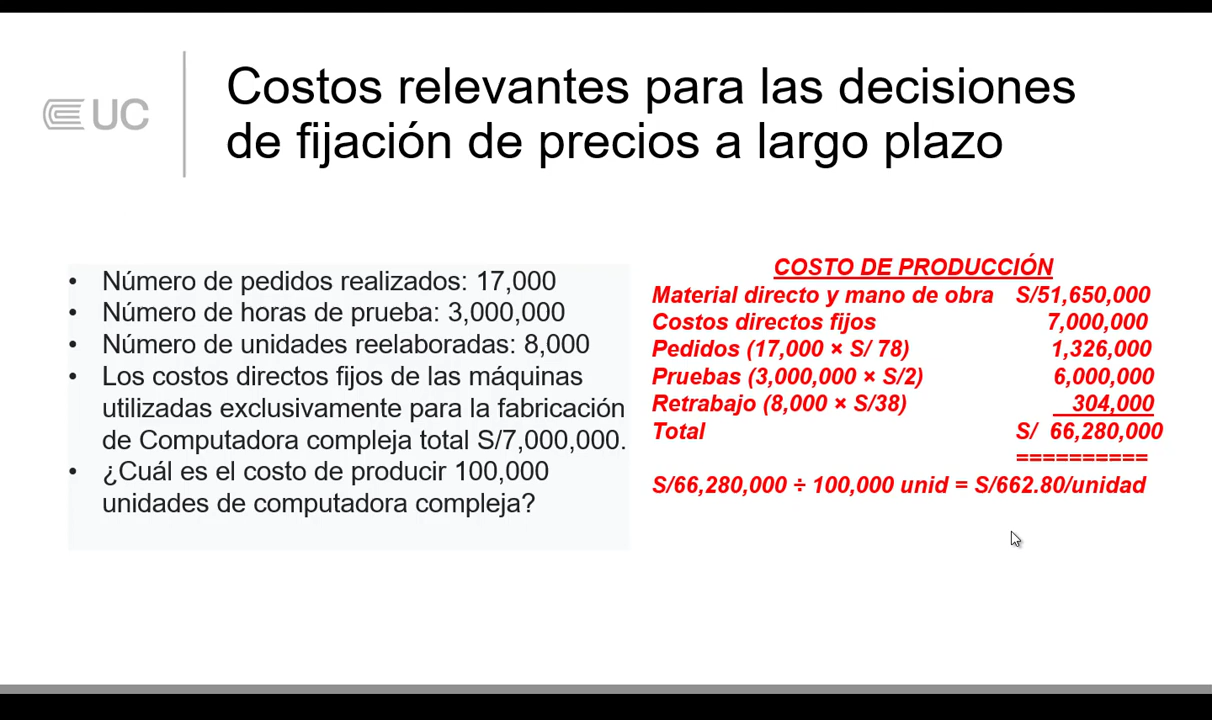 UC
Costos relevantes para las decisiones
de fijación de precios a largo plazo
• Número de pedidos realizados: 17,000
• Número de horas de prueba: 3,000,000
• Número de unidades reelaboradas: 8,000
• Los costos directos fijos de las máquinas
utilizadas exclusivamente para la fabricación
de Computadora compleja total S/7,000,000.
• ¿Cuál es el costo de producir 100,000
unidades de computadora compleja?
COSTO DE PRODUCCIÓN
Material directo y mano de obra S/51,650,000
Costos directos fijos 7,000,000
Pedidos (17,000 × S/ 78) 1,326,000
Pruebas (3,000,000 × S/2) 6,000,000
Retrabajo (8,000 × S/38) 304,000
Total S/ 66,280,000
==========
S/66,280,000 ÷ 100,000 unid = S/662.80/unidad